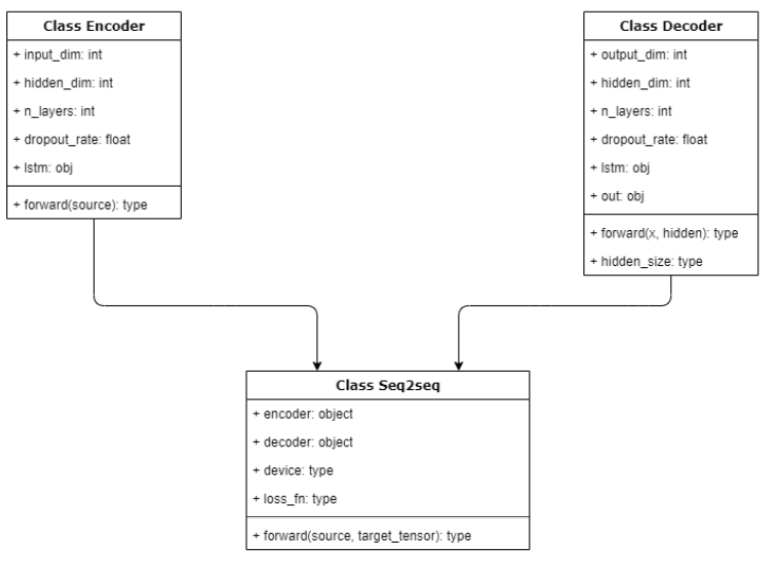 Class Encoder
+ input_dim: int
+ hidden_dim: int
+ n_layers: int
+ dropout_rate: float
+ lstm: obj
+ forward(source): type
Class Decoder
+ output_dim: int
+ hidden_dim: int
+ n_layers: int
+ dropout_rate: float
+ lstm: obj
+ out: obj
+ forward(x, hidden): type
+ hidden_size: type
Class Seq2seq
+ encoder: object
+ decoder: object
+ device: type
+ loss_fn: type
+ forward(source, target_tensor): type